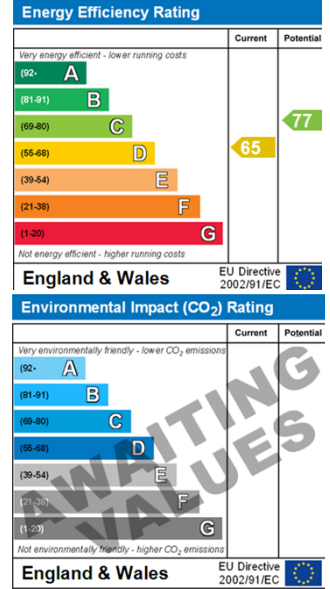 Energy Efficiency Rating
Current Potential
Very energy efficient - lower running costs
(92- A
(81-91) B
(69-80) C 77
(55-68) D 65
(39-54) E
(21-38) F
(1-20) G
Not energy efficient - higher running costs
England & Wales
EU Directive
2002/91/EC
Environmental Impact (CO₂) Rating
Current Potential
Very environmentally friendly - lower CO₂ emissions
(92- A
(81-91) B
(69-80) C
(55-68) D
(39-54) E
(21-38) F
(1-20) G
AWAITING
VALUES
Not environmentally friendly - higher CO₂ emissions
England & Wales
EU Directive
2002/91/EC